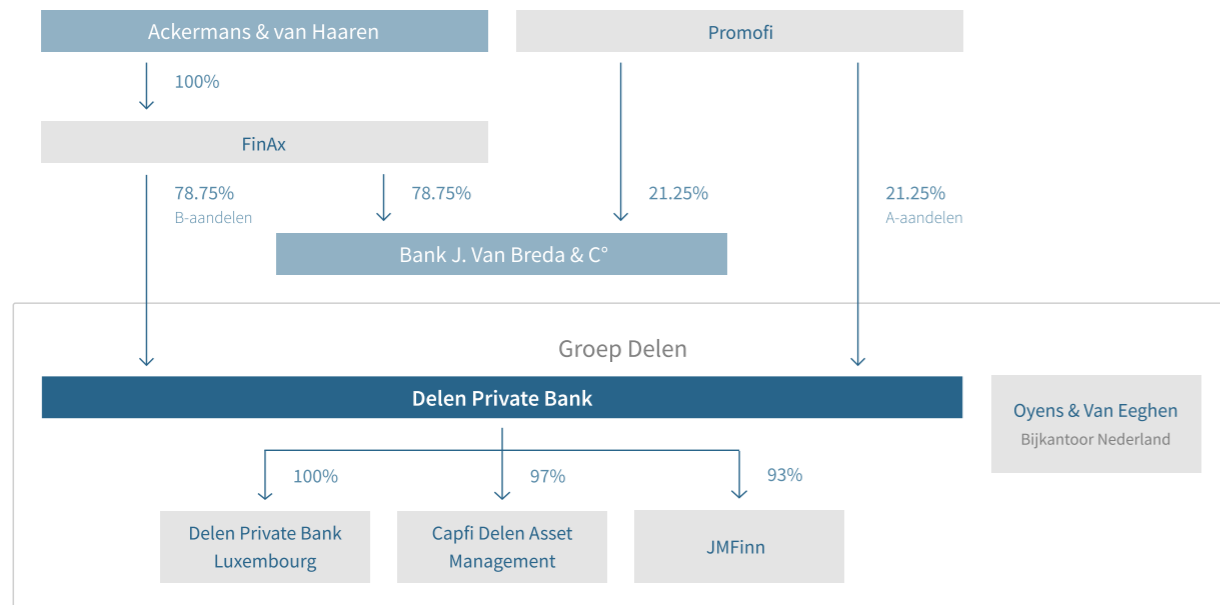 Ackermans & van Haaren
Promofi
100%
FinAx
78.75%
B-aandelen
78.75%
21.25%
21.25%
A-aandelen
Bank J. Van Breda & C°
Groep Delen
Delen Private Bank
Oyens & Van Eeghen
Bijkantoor Nederland
100%
97%
93%
Delen Private Bank
Luxembourg
Capfi Delen Asset
Management
JMFinn